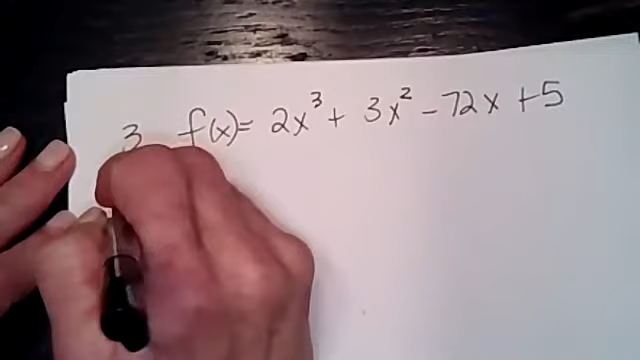 3 f(x)= 2x³ + 3x² - 72x + 5